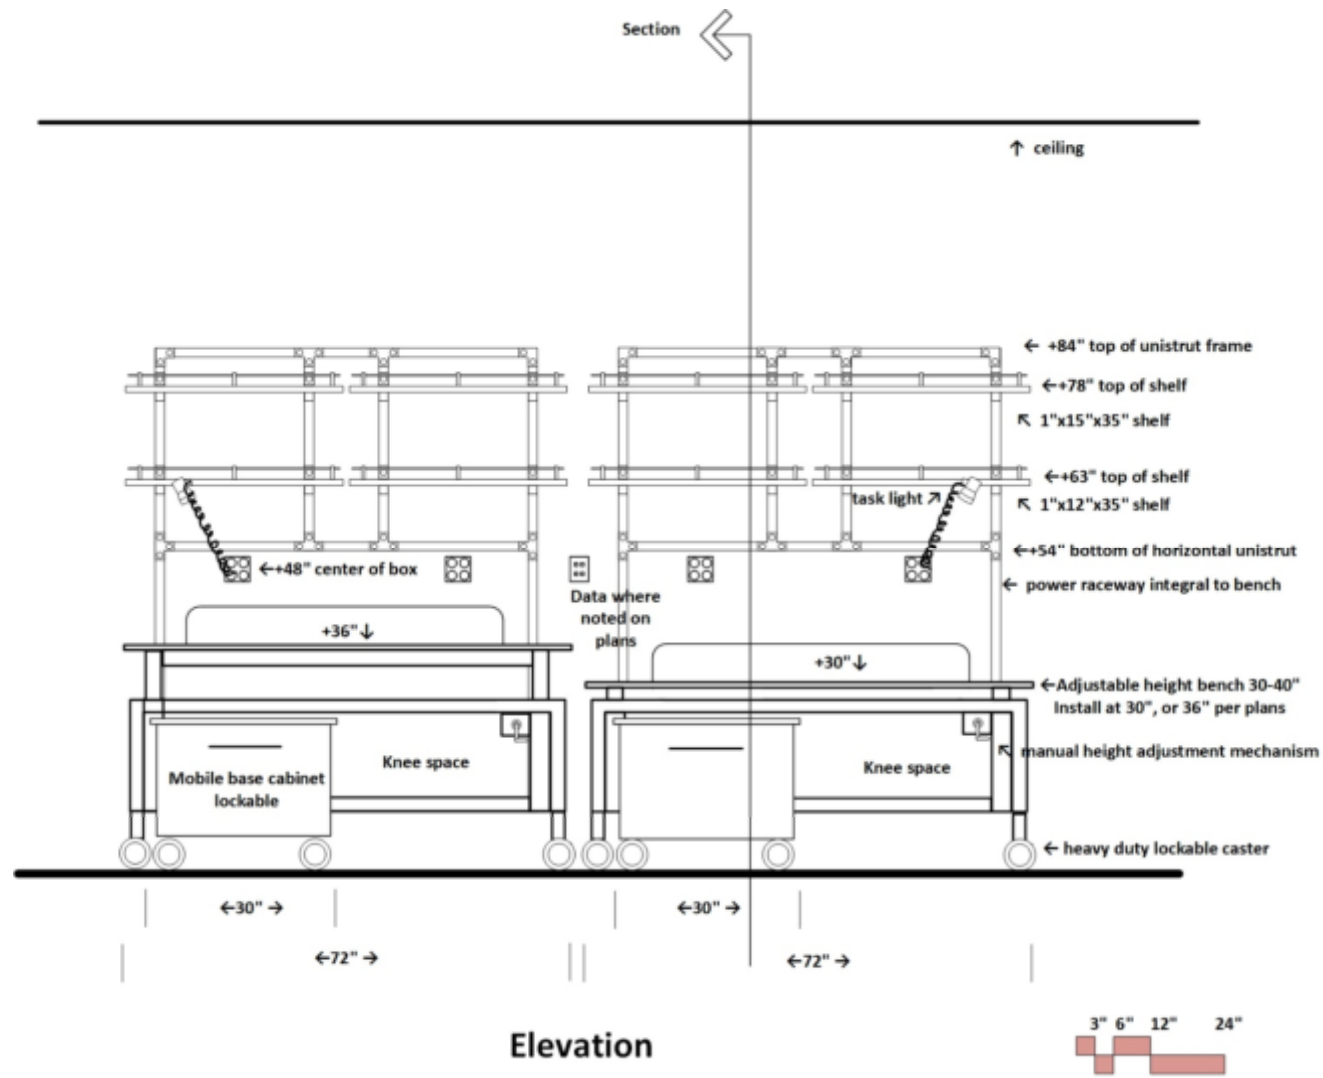 Section
↑ ceiling
← +84" top of unistrut frame
←+78" top of shelf
↖ 1"x15"x35" shelf
←+63" top of shelf
task light ↗
↖ 1"x12"x35" shelf
←+54" bottom of horizontal unistrut
←+48" center of box
← power raceway integral to bench
Data where
noted on
plans
+36"↓
+30"↓
←Adjustable height bench 30-40"
Install at 30", or 36" per plans
↖ manual height adjustment mechanism
Knee space
Knee space
Mobile base cabinet
lockable
← heavy duty lockable caster
←30" →
←30" →
←72" →
←72" →
Elevation
3" 6" 12" 24"